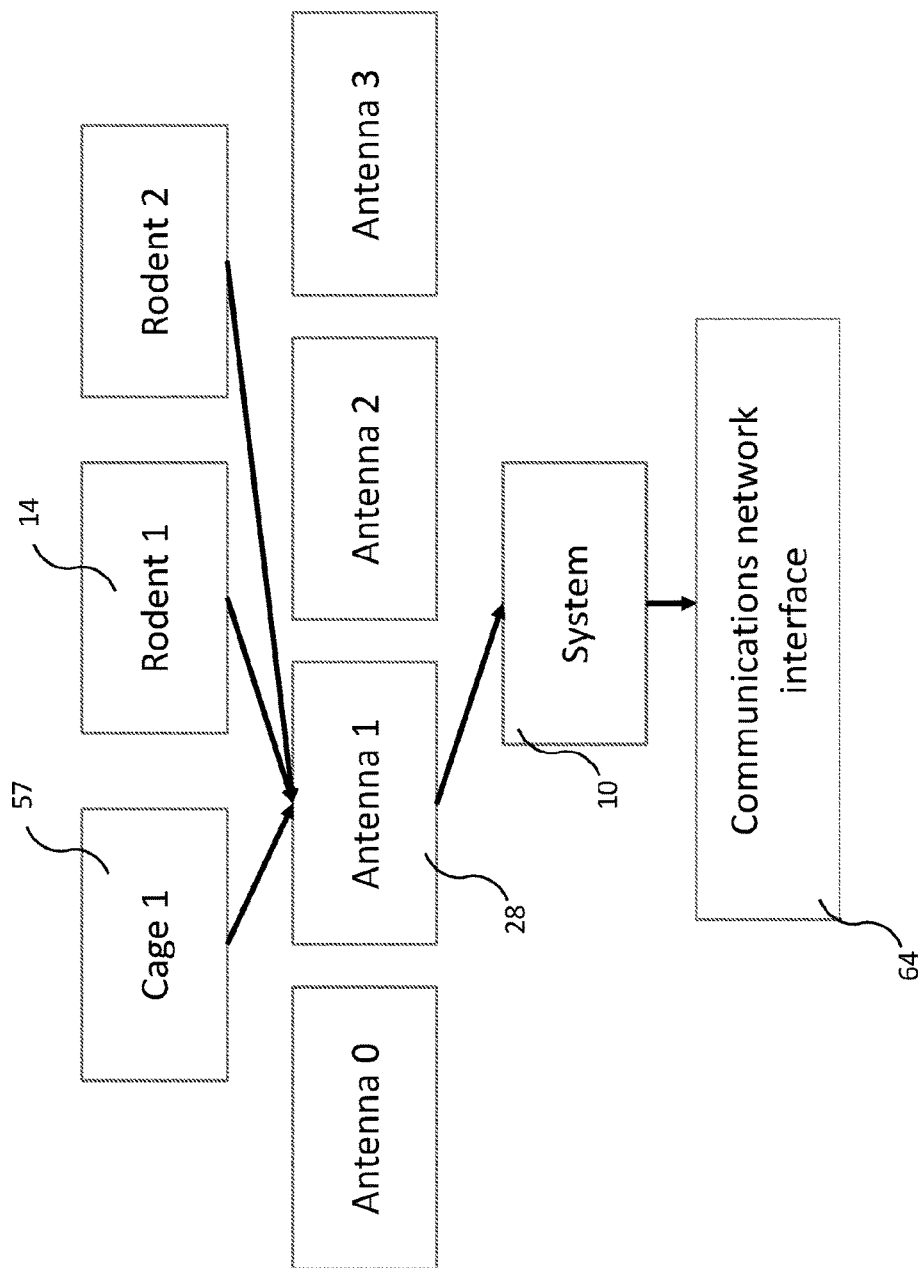 57
14
Cage 1
Rodent 1
Rodent 2
Antenna 0
Antenna 1
Antenna 2
Antenna 3
28
System
10
Communications network
interface
64